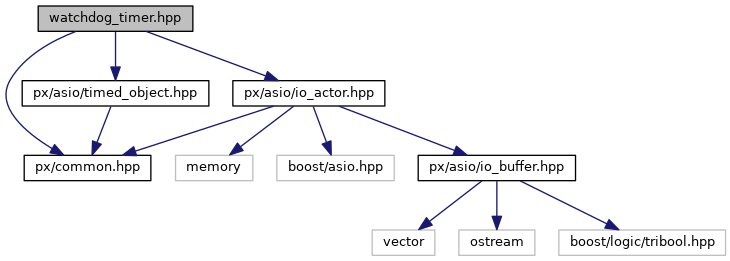 watchdog_timer.hpp
px/asio/timed_object.hpp
px/asio/io_actor.hpp
px/common.hpp
memory
boost/asio.hpp
px/asio/io_buffer.hpp
vector
ostream
boost/logic/tribool.hpp